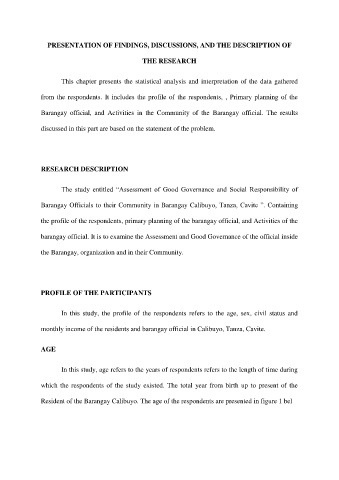 PRESENTATION OF FINDINGS, DISCUSSIONS, AND THE DESCRIPTION OF
THE RESEARCH
This chapter presents the statistical analysis and interpretation of the data gathered
from the respondents. It includes the profile of the respondents, , Primary planning of the
Barangay official, and Activities in the Community of the Barangay official. The results
discussed in this part are based on the statement of the problem.
RESEARCH DESCRIPTION
The study entitled “Assessment of Good Governance and Social Responsibility of
Barangay Officials to their Community in Barangay Calibuyo, Tanza, Cavite ”. Containing
the profile of the respondents, primary planning of the barangay official, and Activities of the
barangay official. It is to examine the Assessment and Good Governance of the official inside
the Barangay, organization and in their Community.
PROFILE OF THE PARTICIPANTS
In this study, the profile of the respondents refers to the age, sex, civil status and
monthly income of the residents and barangay official in Calibuyo, Tanza, Cavite.
AGE
In this study, age refers to the years of respondents refers to the length of time during
which the respondents of the study existed. The total year from birth up to present of the
Resident of the Barangay Calibuyo. The age of the respondents are presented in figure 1 bel